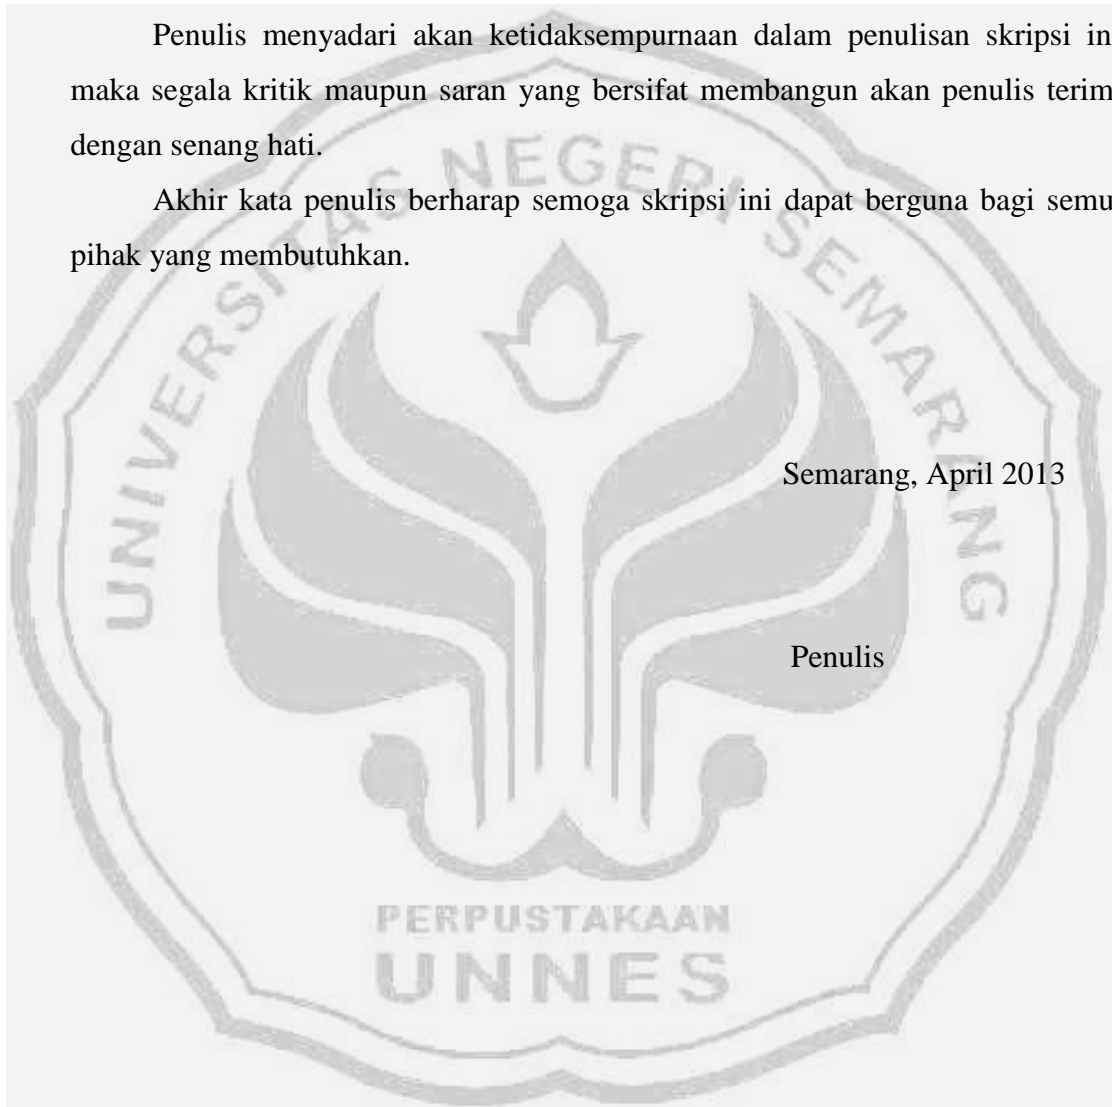 Penulis menyadari akan ketidaksempurnaan dalam penulisan skripsi in
maka segala kritik maupun saran yang bersifat membangun akan penulis terim
dengan senang hati.
Akhir kata penulis berharap semoga skripsi ini dapat berguna bagi semu
pihak yang membutuhkan.
UNIVERSITAS NEGERI SEMARANG
Semarang, April 2013
Penulis
PERPUSTAKAAN
UNNES